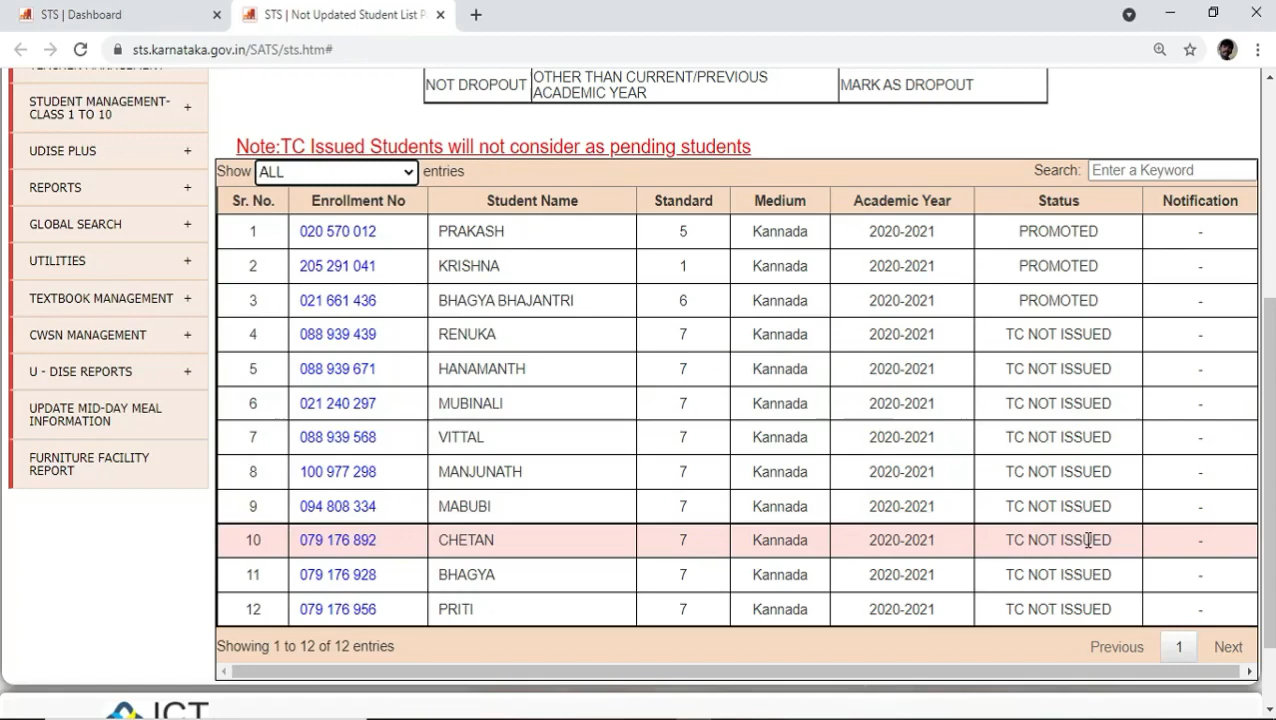 STS | Dashboard
STS | Not Updated Student List P
sts.karnataka.gov.in/SATS/sts.htm#
STUDENT MANAGEMENT-
CLASS 1 TO 10 +
UDISE PLUS +
REPORTS +
GLOBAL SEARCH +
UTILITIES +
TEXTBOOK MANAGEMENT +
CWSN MANAGEMENT +
U - DISE REPORTS +
UPDATE MID-DAY MEAL
INFORMATION
FURNITURE FACILITY
REPORT
NOT DROPOUT OTHER THAN CURRENT/PREVIOUS ACADEMIC YEAR MARK AS DROPOUT
Note:TC Issued Students will not consider as pending students
Show ALL entries Search: Enter a Keyword
Sr. No. Enrollment No Student Name Standard Medium Academic Year Status Notification
1 020 570 012 PRAKASH 5 Kannada 2020-2021 PROMOTED -
2 205 291 041 KRISHNA 1 Kannada 2020-2021 PROMOTED -
3 021 661 436 BHAGYA BHAJANTRI 6 Kannada 2020-2021 PROMOTED -
4 088 939 439 RENUKA 7 Kannada 2020-2021 TC NOT ISSUED -
5 088 939 671 HANAMANTH 7 Kannada 2020-2021 TC NOT ISSUED -
6 021 240 297 MUBINALI 7 Kannada 2020-2021 TC NOT ISSUED -
7 088 939 568 VITTAL 7 Kannada 2020-2021 TC NOT ISSUED -
8 100 977 298 MANJUNATH 7 Kannada 2020-2021 TC NOT ISSUED -
9 094 808 334 MABUBI 7 Kannada 2020-2021 TC NOT ISSUED -
10 079 176 892 CHETAN 7 Kannada 2020-2021 TC NOT ISSUED -
11 079 176 928 BHAGYA 7 Kannada 2020-2021 TC NOT ISSUED -
12 079 176 956 PRITI 7 Kannada 2020-2021 TC NOT ISSUED -
Showing 1 to 12 of 12 entries Previous 1 Next
ICT